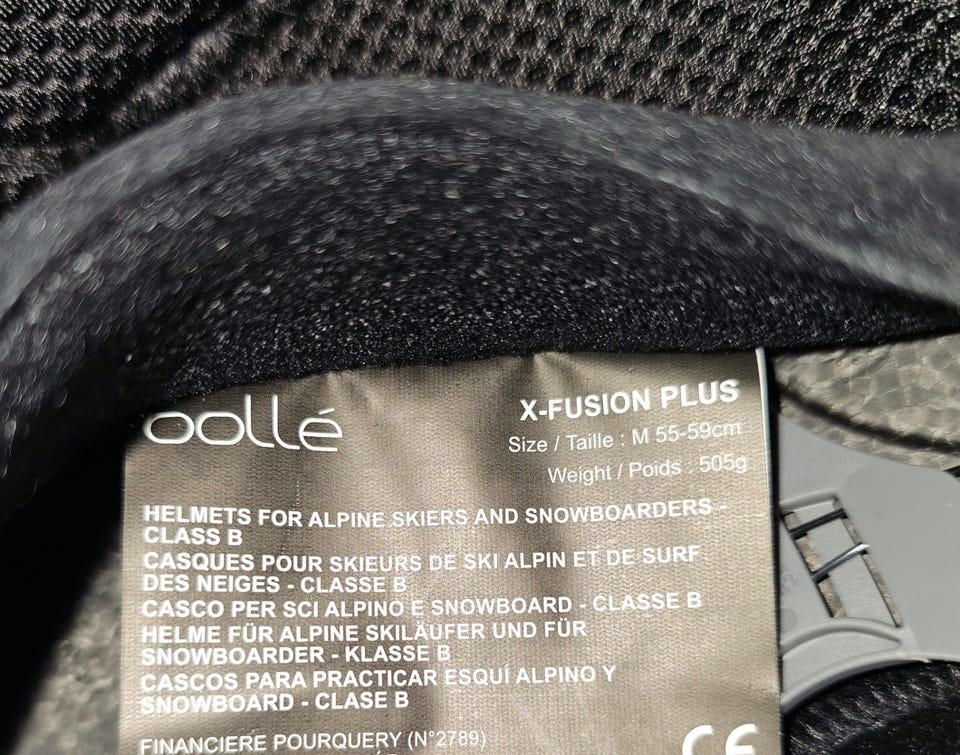 bollé
X-FUSION PLUS
Size / Taille : M 55-59cm
Weight / Poids : 505g
HELMETS FOR ALPINE SKIERS AND SNOWBOARDERS -
CLASS B
CASQUES POUR SKIEURS DE SKI ALPIN ET DE SURF
DES NEIGES - CLASSE B
CASCO PER SCI ALPINO E SNOWBOARD - CLASSE B
HELME FÜR ALPINE SKILÄUFER UND FÜR
SNOWBOARDER - KLASSE B
CASCOS PARA PRACTICAR ESQUÍ ALPINO Y
SNOWBOARD - CLASE B
FINANCIERE POURQUERY (N°2789)
CE